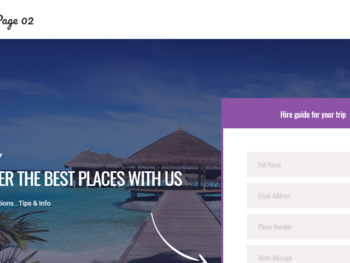 Page 02
Hire guide for your trip
Full Name
ER THE BEST PLACES WITH US
Email Address
tions , Tips & Info
Phone Number
Write Massage